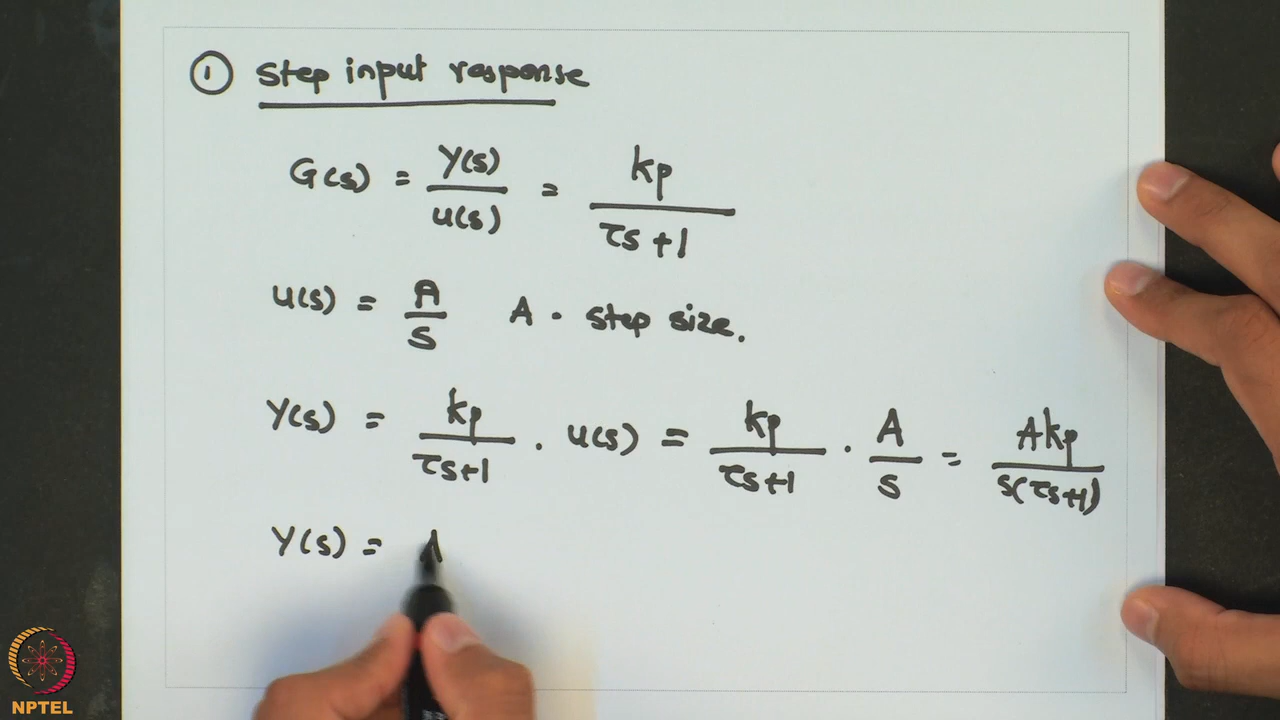 ① Step input response
G(s) = Y(s)/u(s) = kp/(τs+1)
u(s) = A/s A - step size.
Y(s) = kp/(τs+1) . u(s) = kp/(τs+1) . A/s = Akp/(s(τs+1))
Y(s) = A
NPTEL